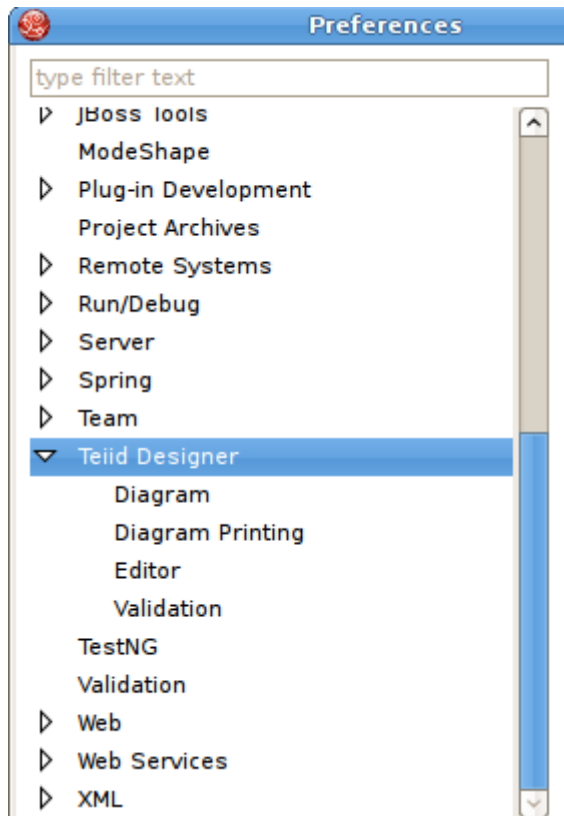 Preferences
type filter text
JBoss Tools
ModeShape
Plug-in Development
Project Archives
Remote Systems
Run/Debug
Server
Spring
Team
Teiid Designer
Diagram
Diagram Printing
Editor
Validation
TestNG
Validation
Web
Web Services
XML